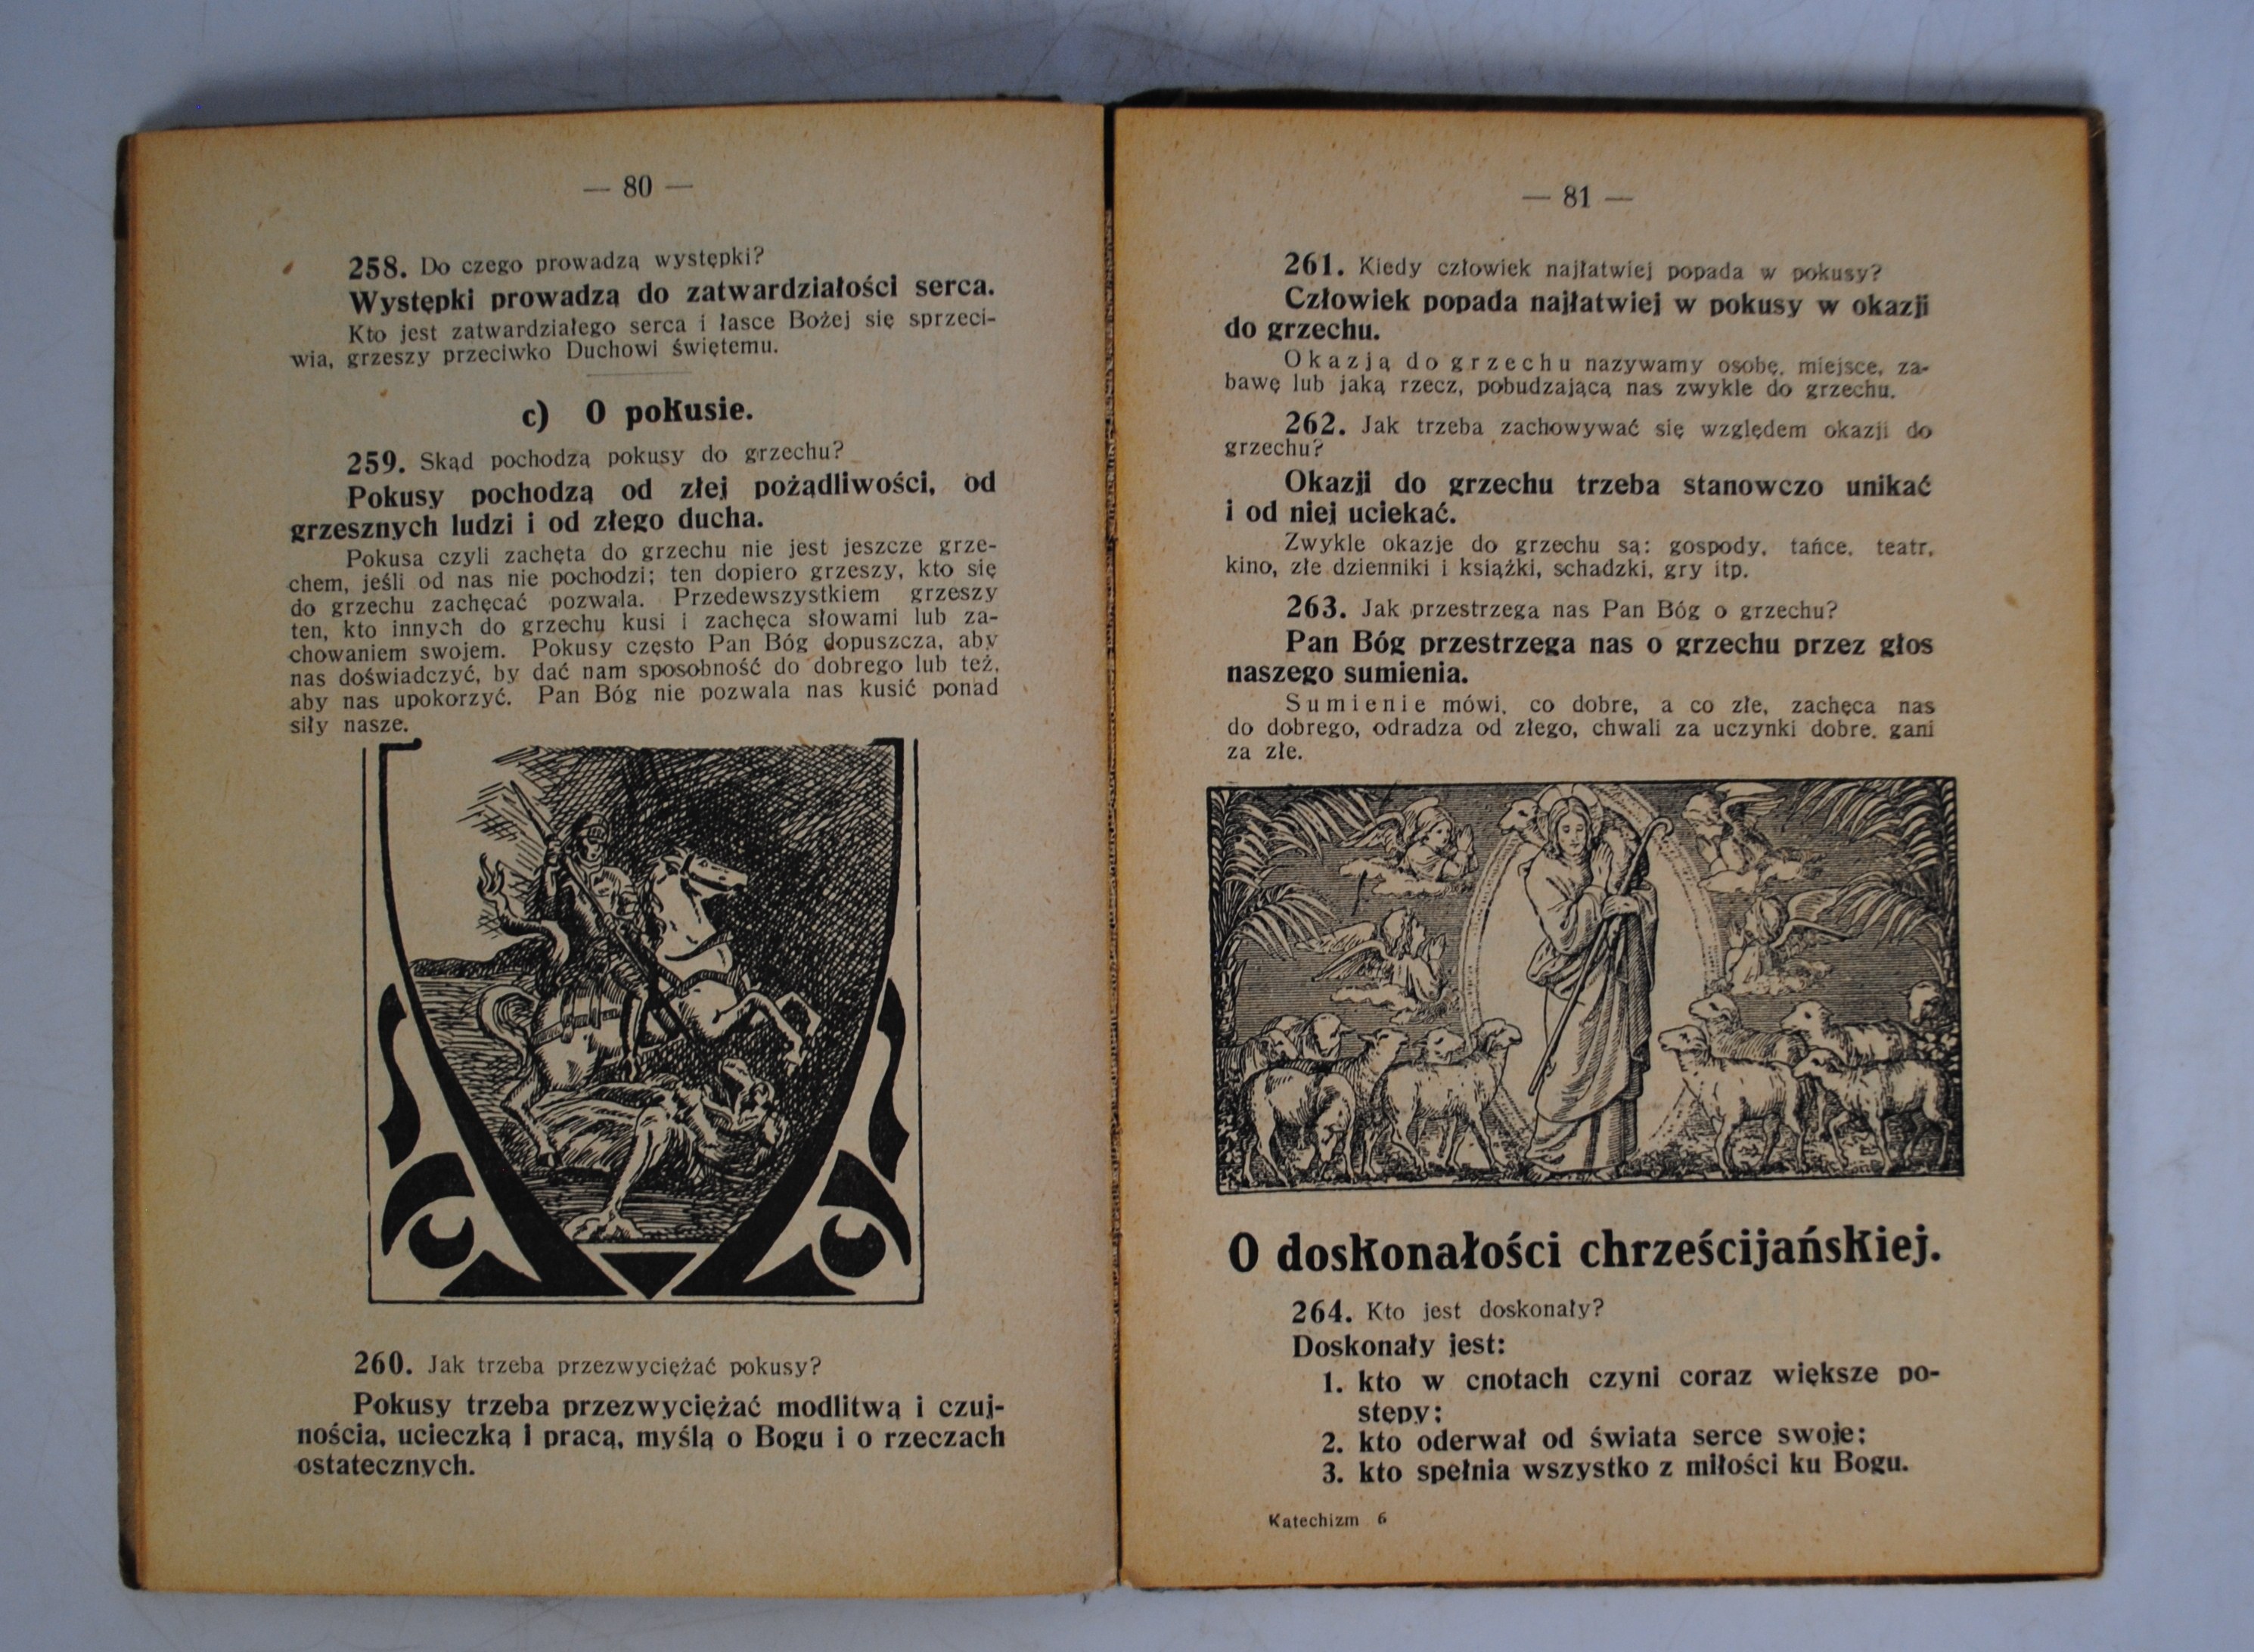 — 80 —
258. Do czego prowadzą występki?
Występki prowadzą do zatwardziałości serca.
Kto jest zatwardziałego serca i łasce Bożej się sprzeci-
wia, grzeszy przeciwko Duchowi świętemu.
c) O pokusie.
259. Skąd pochodzą pokusy do grzechu?
Pokusy pochodzą od złej pożądliwości, od
grzesznych ludzi i od złego ducha.
Pokusa czyli zachęta do grzechu nie jest jeszcze grze-
chem, jeśli od nas nie pochodzi; ten dopiero grzeszy, kto się
do grzechu zachęcać pozwala. Przedewszystkiem grzeszy
ten, kto innych do grzechu kusi i zachęca słowami lub za-
chowaniem swojem. Pokusy często Pan Bóg dopuszcza, aby
nas doświadczyć, by dać nam sposobność do dobrego lub też,
aby nas upokorzyć. Pan Bóg nie pozwala nas kusić ponad
siły nasze.
260. Jak trzeba przezwyciężać pokusy?
Pokusy trzeba przezwyciężać modlitwą i czuj-
nością, ucieczką i pracą, myślą o Bogu i o rzeczach
ostatecznych.
— 81 —
261. Kiedy człowiek najłatwiej popada w pokusy?
Człowiek popada najłatwiej w pokusy w okazji
do grzechu.
Okazją do grzechu nazywamy osobę, miejsce, za-
bawę lub jaką rzecz, pobudzającą nas zwykle do grzechu.
262. Jak trzeba zachowywać się względem okazji do
grzechu?
Okazji do grzechu trzeba stanowczo unikać
i od niej uciekać.
Zwykle okazje do grzechu są: gospody, tańce, teatr,
kino, złe dzienniki i książki, schadzki, gry itp.
263. Jak przestrzega nas Pan Bóg o grzechu?
Pan Bóg przestrzega nas o grzechu przez głos
naszego sumienia.
Sumienie mówi, co dobre, a co złe, zachęca nas
do dobrego, odradza od złego, chwali za uczynki dobre, gani
za złe.
O doskonałości chrześcijańskiej.
264. Kto jest doskonały?
Doskonały jest:
1. kto w cnotach czyni coraz większe po-
stępy;
2. kto oderwał od świata serce swoje;
3. kto spełnia wszystko z miłości ku Bogu.
Katechizm 6